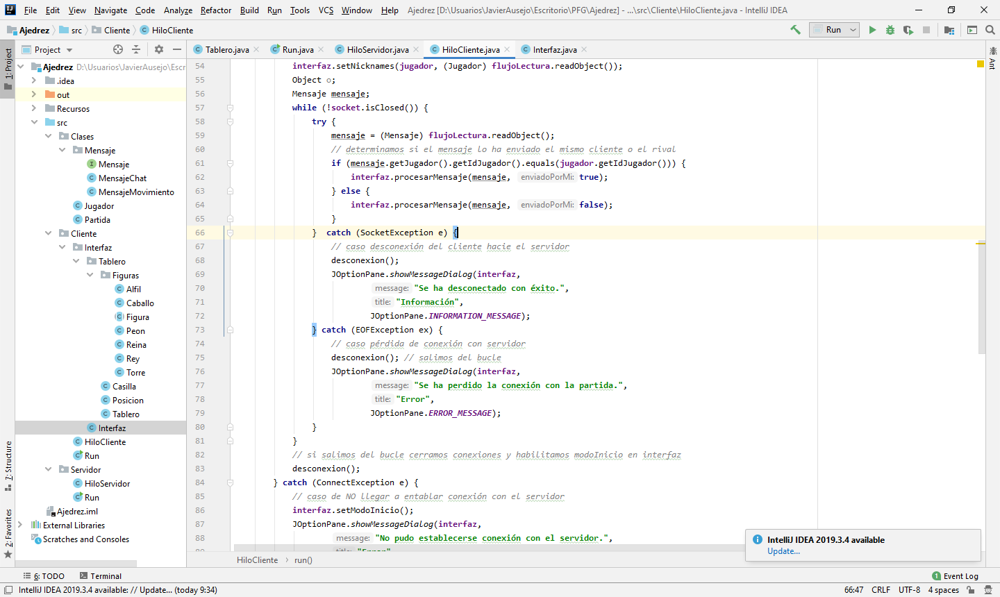 File Edit View Navigate Code Analyze Refactor Build Run Tools VCS Window Help Ajedrez [D:\Usuarios\JavierAusejo\Escritorio\PFG\Ajedrez] - ...\src\Cliente\HiloCliente.java - IntelliJ IDEA
Ajedrez src Cliente HiloCliente Run
Project Tablero.java Run.java HiloServidor.java HiloCliente.java Interfaz.java
1: Project
7: Structure
2: Favorites
Ant
Ajedrez D:\Usuarios\JavierAusejo\Escr
.idea
out
Recursos
src
Clases
Mensaje
Mensaje
MensajeChat
MensajeMovimiento
Jugador
Partida
Cliente
Interfaz
Tablero
Figuras
Alfil
Caballo
Figura
Peon
Reina
Rey
Torre
Casilla
Posicion
Tablero
Interfaz
HiloCliente
Run
Servidor
HiloServidor
Run
Ajedrez.iml
External Libraries
Scratches and Consoles
54 interfaz.setNicknames(jugador, (Jugador) flujoLectura.readObject());
55 Object o;
56 Mensaje mensaje;
57 while (!socket.isClosed()) {
58 try {
59 mensaje = (Mensaje) flujoLectura.readObject();
60 // determinamos si el mensaje lo ha enviado el mismo cliente o el rival
61 if (mensaje.getJugador().getIdJugador().equals(jugador.getIdJugador())) {
62 interfaz.procesarMensaje(mensaje, enviadoPorMi: true);
63 } else {
64 interfaz.procesarMensaje(mensaje, enviadoPorMi: false);
65 }
66 } catch (SocketException e) {
67 // caso desconexión del cliente hacie el servidor
68 desconexion();
69 JOptionPane.showMessageDialog(interfaz,
70 message: "Se ha desconectado con éxito.",
71 title: "Información",
72 JOptionPane.INFORMATION_MESSAGE);
73 } catch (EOFException ex) {
74 // caso pérdida de conexión con servidor
75 desconexion(); // salimos del bucle
76 JOptionPane.showMessageDialog(interfaz,
77 message: "Se ha perdido la conexión con la partida.",
78 title: "Error",
79 JOptionPane.ERROR_MESSAGE);
80 }
81 }
82 // si salimos del bucle cerramos conexiones y habilitamos modoInicio en interfaz
83 desconexion();
84 } catch (ConnectException e) {
85 // caso de NO llegar a entablar conexión con el servidor
86 interfaz.setModoInicio();
87 JOptionPane.showMessageDialog(interfaz,
88 message: "No pudo establecerse conexión con el servidor.",
89 title: "Error"
HiloCliente run()
IntelliJ IDEA 2019.3.4 available
Update...
6: TODO Terminal 1 Event Log
IntelliJ IDEA 2019.3.4 available: // Update... (today 9:34) 66:47 CRLF UTF-8 4 spaces